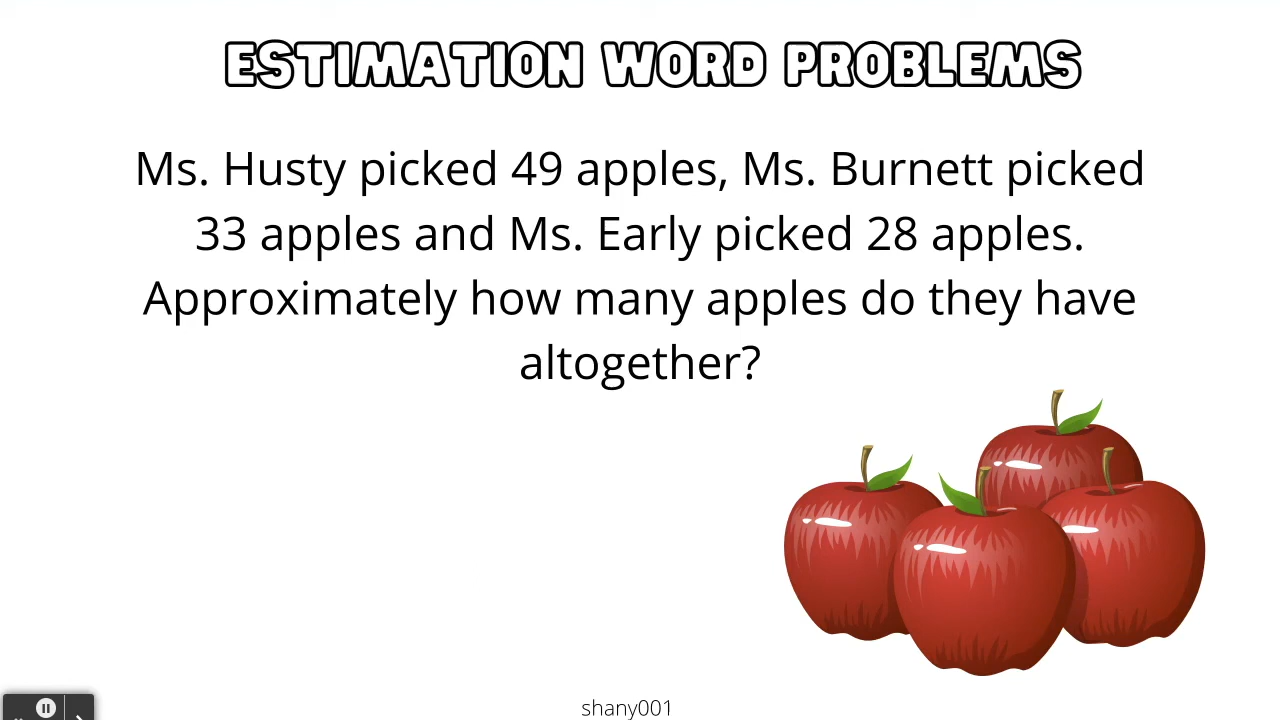 ESTIMATION WORD PROBLEMS
Ms. Husty picked 49 apples, Ms. Burnett picked
33 apples and Ms. Early picked 28 apples.
Approximately how many apples do they have
altogether?
shany001